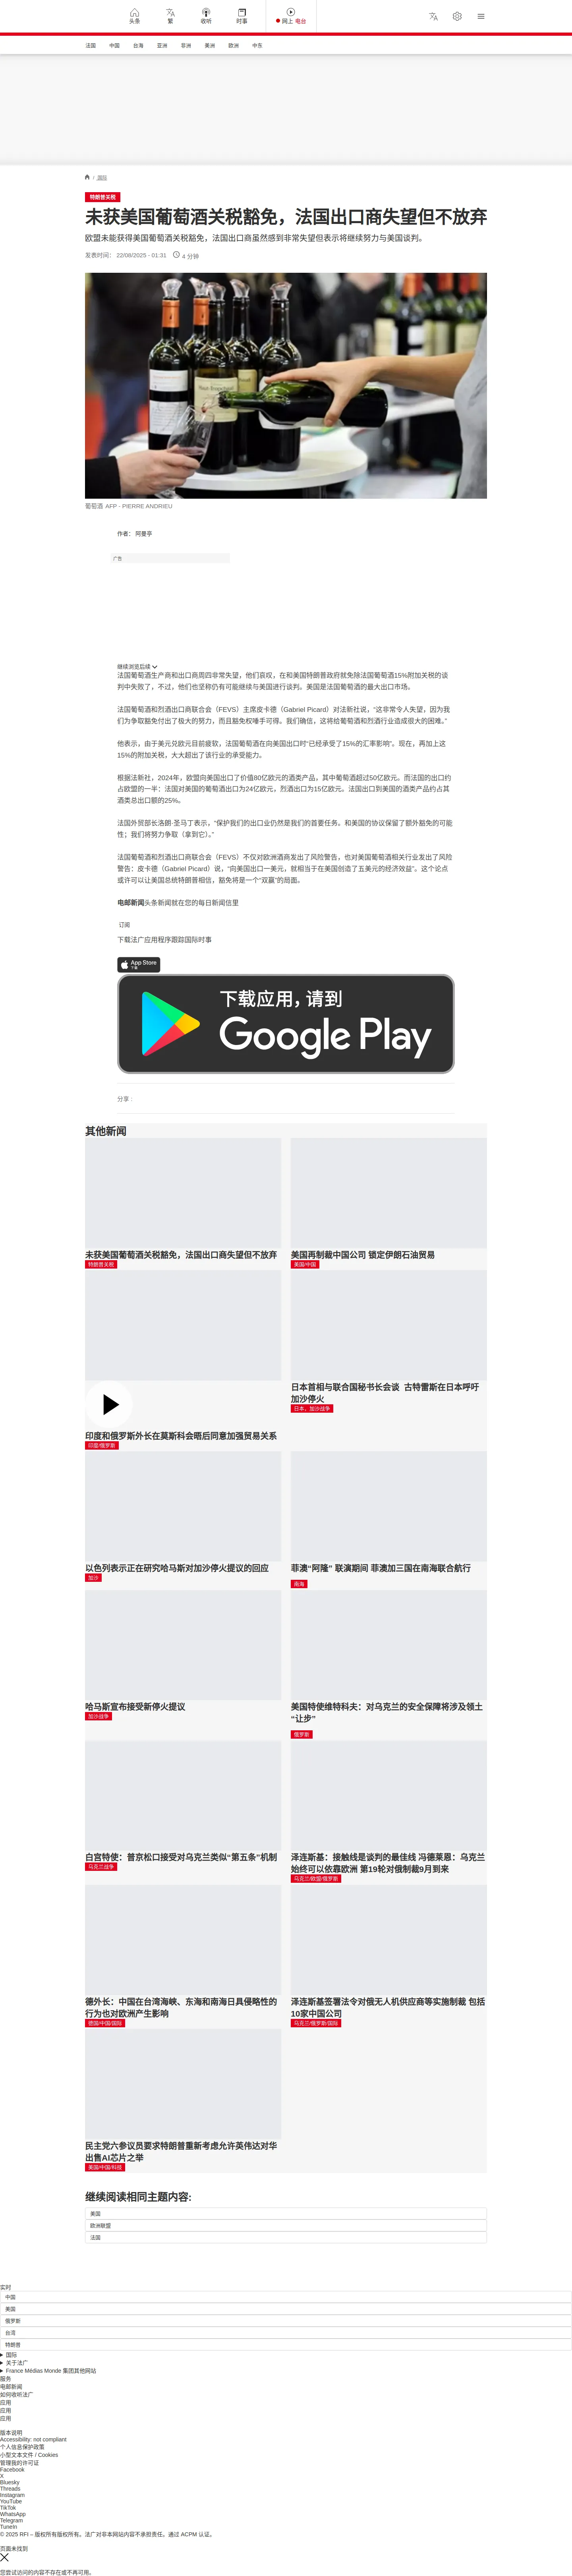 头条
繁
收听
时事
网上 电台
法国 中国 台海 亚洲 非洲 美洲 欧洲 中东
/ 国际
特朗普关税
未获美国葡萄酒关税豁免，法国出口商失望但不放弃
欧盟未能获得美国葡萄酒关税豁免，法国出口商虽然感到非常失望但表示将继续努力与美国谈判。
发表时间： 22/08/2025 - 01:31 4 分钟
葡萄酒 AFP - PIERRE ANDRIEU
作者： 阿曼亭
广告
继续浏览后续
法国葡萄酒生产商和出口商周四非常失望，他们哀叹，在和美国特朗普政府就免除法国葡萄酒15%附加关税的谈
判中失败了，不过，他们也坚称仍有可能继续与美国进行谈判。美国是法国葡萄酒的最大出口市场。
法国葡萄酒和烈酒出口商联合会（FEVS）主席皮卡德（Gabriel Picard）对法新社说，“这非常令人失望，因为我
们为争取豁免付出了极大的努力，而且豁免权唾手可得。我们确信，这将给葡萄酒和烈酒行业造成很大的困难。”
他表示，由于美元兑欧元目前疲软，法国葡萄酒在向美国出口时“已经承受了15%的汇率影响”。现在，再加上这
15%的附加关税，大大超出了该行业的承受能力。
根据法新社，2024年，欧盟向美国出口了价值80亿欧元的酒类产品，其中葡萄酒超过50亿欧元。而法国的出口约
占欧盟的一半：法国对美国的葡萄酒出口为24亿欧元，烈酒出口为15亿欧元。法国出口到美国的酒类产品约占其
酒类总出口额的25%。
法国外贸部长洛朗·圣马丁表示，“保护我们的出口业仍然是我们的首要任务。和美国的协议保留了额外豁免的可能
性；我们将努力争取（拿到它）。”
法国葡萄酒和烈酒出口商联合会（FEVS）不仅对欧洲酒商发出了风险警告，也对美国葡萄酒相关行业发出了风险
警告：皮卡德（Gabriel Picard）说，“向美国出口一美元，就相当于在美国创造了五美元的经济效益”。这个论点
或许可以让美国总统特朗普相信，豁免将是一个“双赢”的局面。
电邮新闻头条新闻就在您的每日新闻信里
订阅
下载法广应用程序跟踪国际时事
App Store
下载
下载应用，请到
Google Play
分享 :
其他新闻
未获美国葡萄酒关税豁免，法国出口商失望但不放弃
特朗普关税
美国再制裁中国公司 锁定伊朗石油贸易
美国/中国
印度和俄罗斯外长在莫斯科会晤后同意加强贸易关系
印度/俄罗斯
日本首相与联合国秘书长会谈 古特雷斯在日本呼吁
加沙停火
日本、加沙战争
以色列表示正在研究哈马斯对加沙停火提议的回应
加沙
菲澳“阿隆” 联演期间 菲澳加三国在南海联合航行
南海
哈马斯宣布接受新停火提议
加沙战争
美国特使维特科夫：对乌克兰的安全保障将涉及领土
“让步”
俄罗斯
白宫特使：普京松口接受对乌克兰类似“第五条”机制
乌克兰战争
泽连斯基：接触线是谈判的最佳线 冯德莱恩：乌克兰
始终可以依靠欧洲 第19轮对俄制裁9月到来
乌克兰/欧盟/俄罗斯
德外长：中国在台湾海峡、东海和南海日具侵略性的
行为也对欧洲产生影响
德国/中国/国际
泽连斯基签署法令对俄无人机供应商等实施制裁 包括
10家中国公司
乌克兰/俄罗斯/国际
民主党六参议员要求特朗普重新考虑允许英伟达对华
出售AI芯片之举
美国/中国/科技
继续阅读相同主题内容:
美国
欧洲联盟
法国
实时
中国
美国
俄罗斯
台湾
特朗普
国际
关于法广
France Médias Monde 集团其他网站
服务
电邮新闻
如何收听法广
应用
应用
应用
版本说明
Accessibility: not compliant
个人信息保护政策
小型文本文件 / Cookies
管理我的许可证
Facebook
X
Bluesky
Threads
Instagram
YouTube
TikTok
WhatsApp
Telegram
TuneIn
© 2025 RFI – 版权所有版权所有。法广对非本网站内容不承担责任。通过 ACPM 认证。
页面未找到
您尝试访问的内容不存在或不再可用。